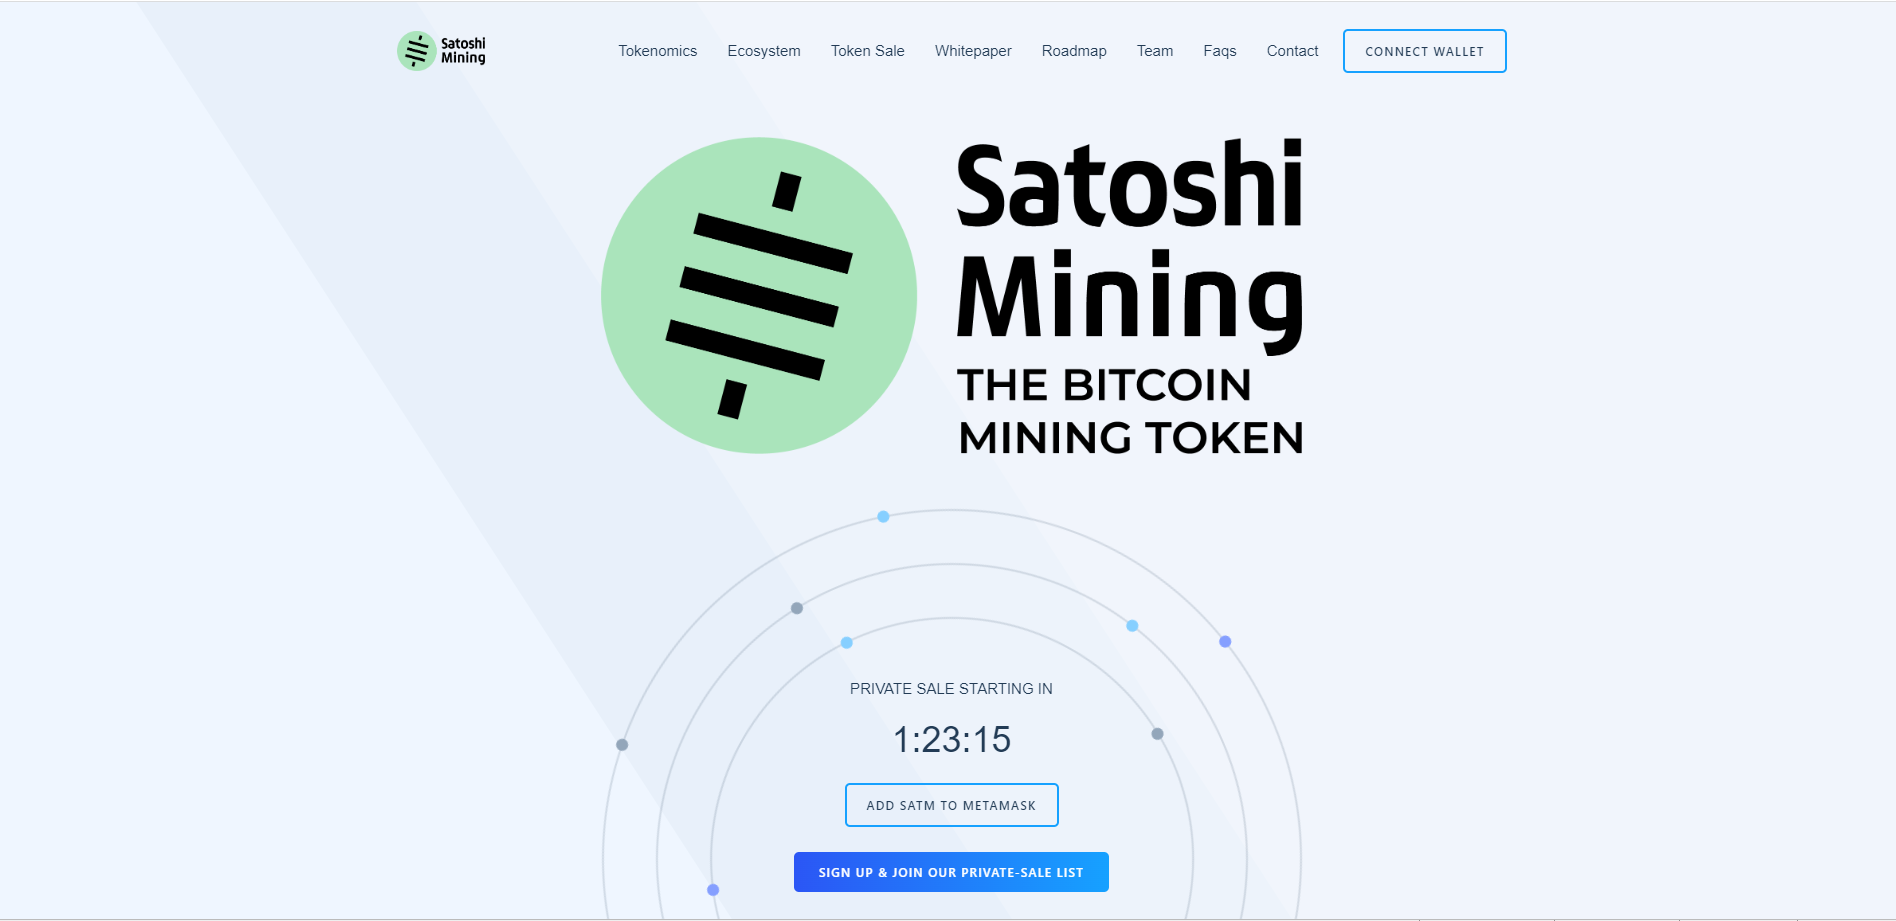 Satoshi
Mining
Tokenomics Ecosystem Token Sale Whitepaper Roadmap Team Faqs Contact CONNECT WALLET
Satoshi
Mining
THE BITCOIN
MINING TOKEN
PRIVATE SALE STARTING IN
1:23:15
ADD SATM TO METAMASK
SIGN UP & JOIN OUR PRIVATE-SALE LIST